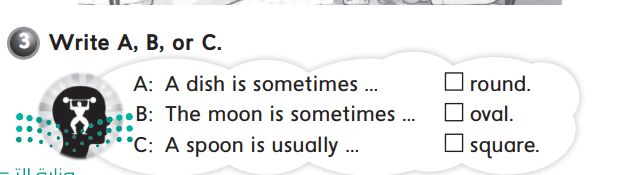 3 Write A, B, or C.
A: A dish is sometimes ... ☐ round.
B: The moon is sometimes ... ☐ oval.
C: A spoon is usually ... ☐ square.